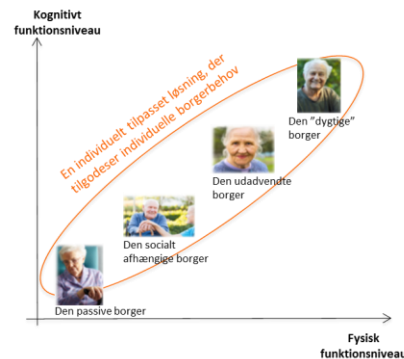 Kognitivt
funktionsniveau
En individuelt tilpasset løsning, der
tilgodeser individuelle borgerbehov
Den "dygtige"
borger
Den udadvendte
borger
Den socialt
afhængige borger
Den passive borger
Fysisk
funktionsniveau